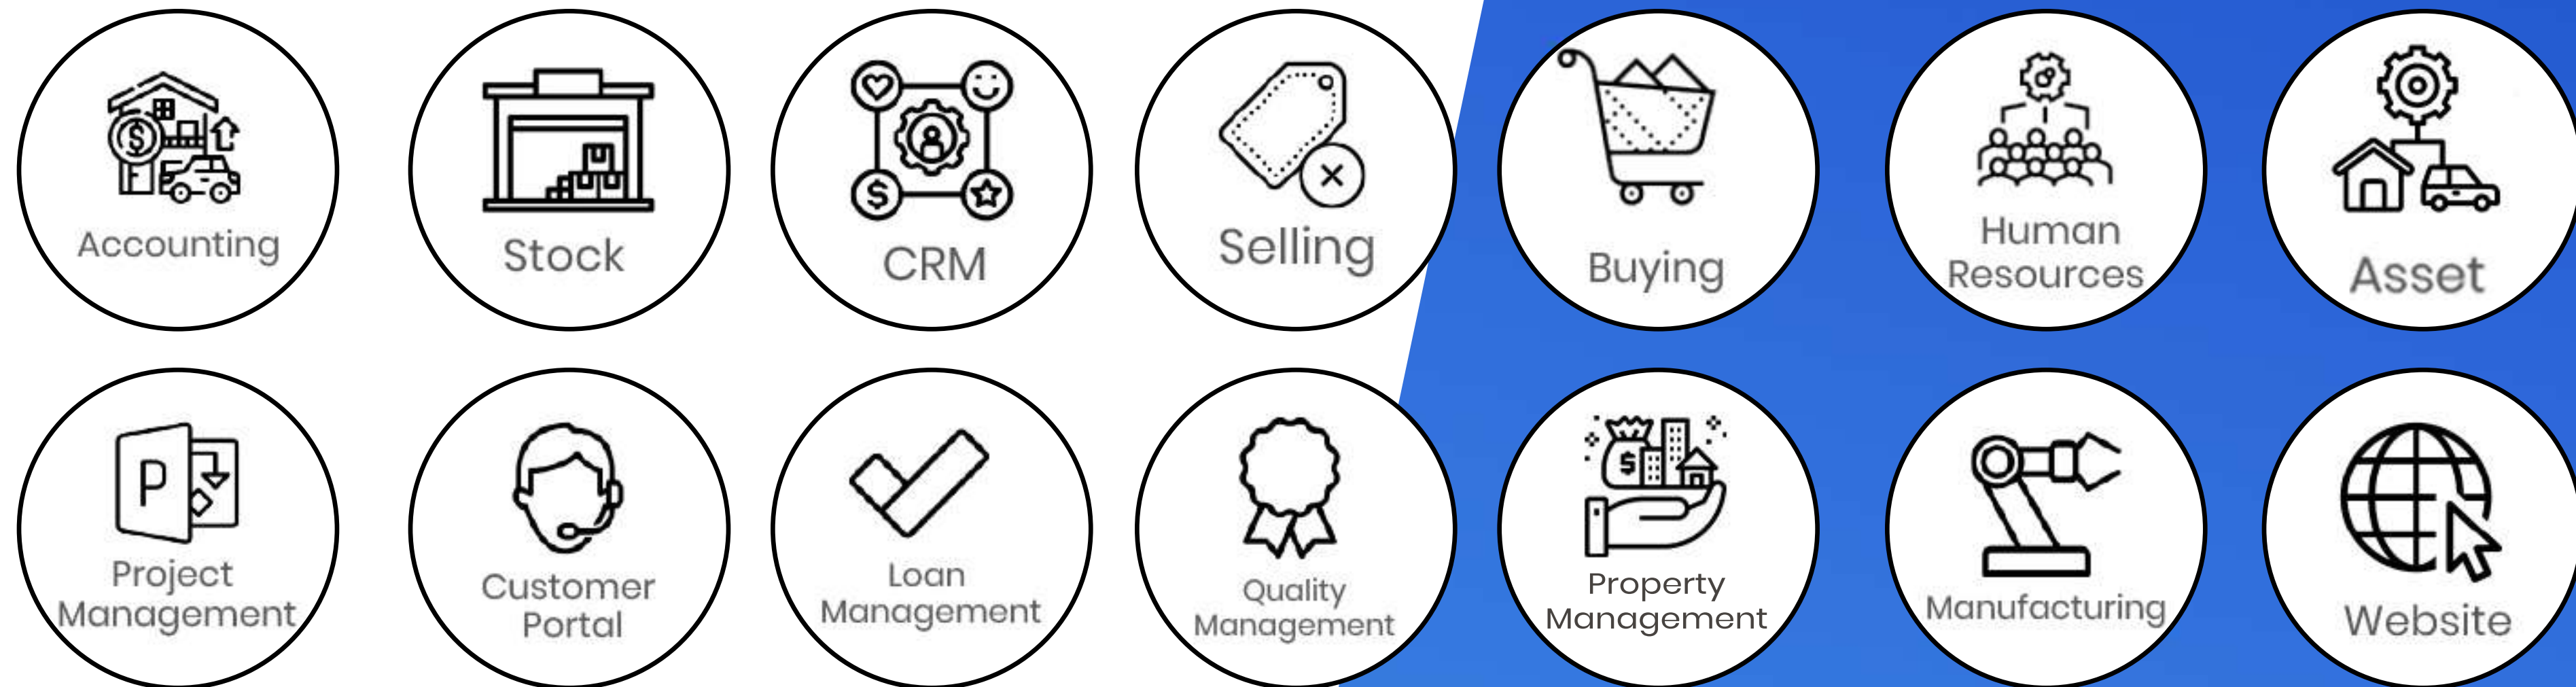 Accounting
Stock
CRM
Selling
Buying
Human
Resources
Asset
P
Project
Management
Customer
Portal
Loan
Management
Quality
Management
Property
Management
Manufacturing
Website